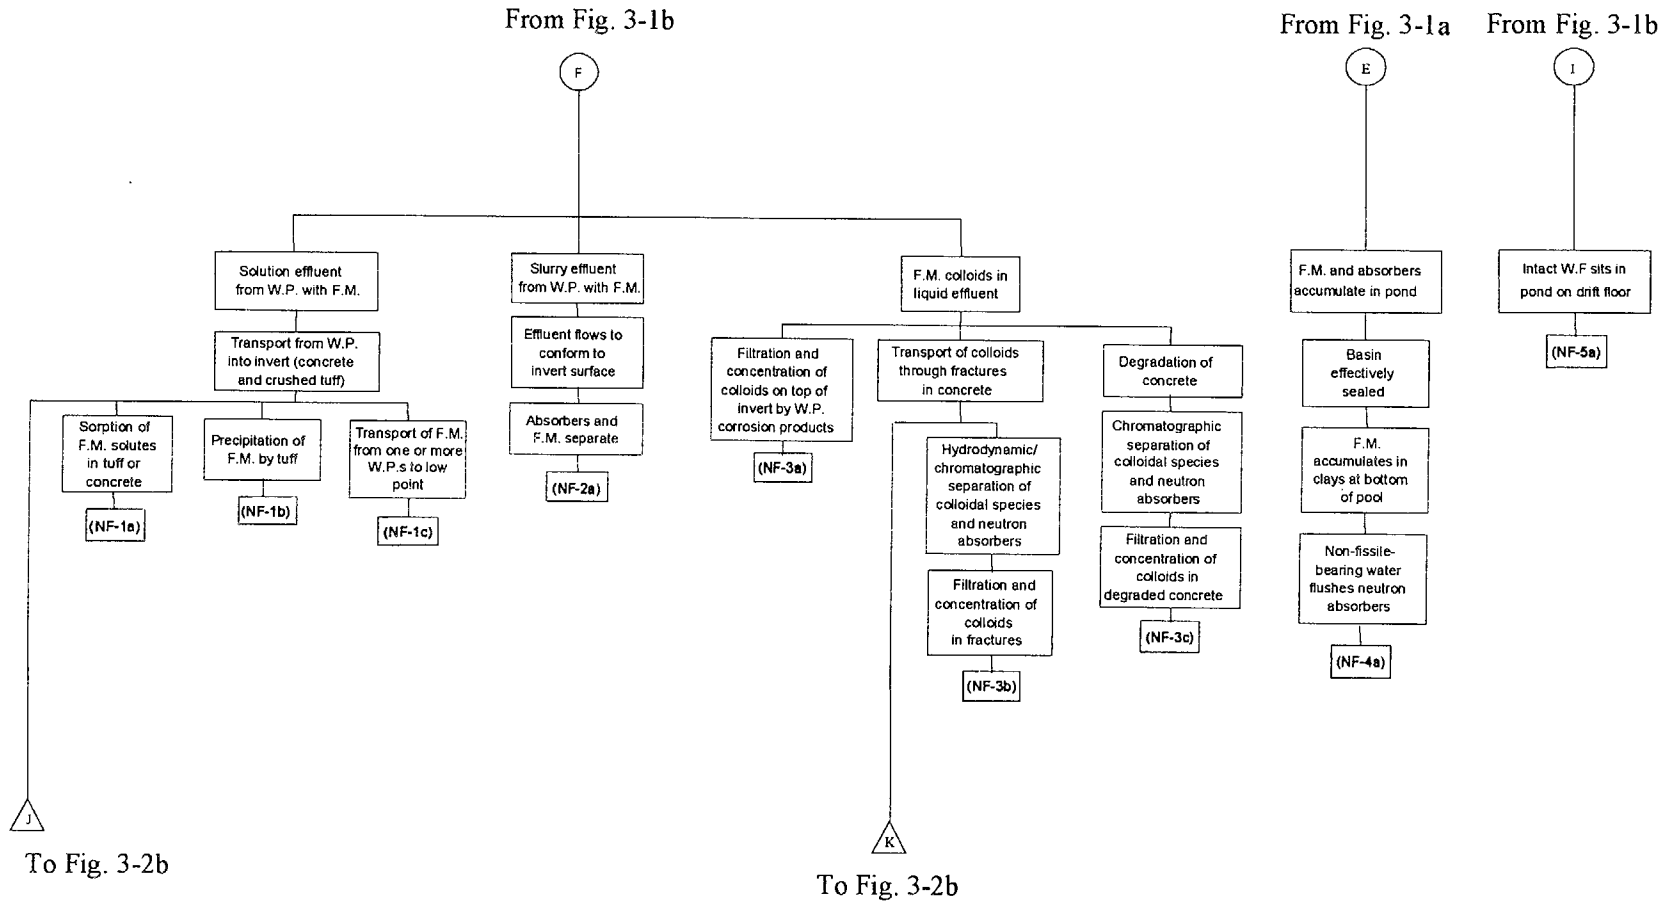 From Fig. 3-1b
From Fig. 3-1a
From Fig. 3-1b
F
E
I
Solution effluent
from W.P. with F.M.
Transport from W.P.
into invert (concrete
and crushed tuff)
Sorption of
F.M. solutes
in tuff or
concrete
(NF-1a)
Precipitation of
F.M. by tuff
(NF-1b)
Transport of F.M.
from one or more
W.P.s to low
point
(NF-1c)
J
To Fig. 3-2b
Slurry effluent
from W.P. with F.M.
Effluent flows to
conform to
invert surface
Absorbers and
F.M. separate
(NF-2a)
F.M. colloids in
liquid effluent
Filtration and
concentration of
colloids on top of
invert by W.P.
corrosion products
(NF-3a)
Transport of colloids
through fractures
in concrete
Hydrodynamic/
chromatographic
separation of
colloidal species
and neutron
absorbers
Filtration and
concentration of
colloids
in fractures
(NF-3b)
K
To Fig. 3-2b
Degradation of
concrete
Chromatographic
separation of
colloidal species
and neutron
absorbers
Filtration and
concentration of
colloids in
degraded concrete
(NF-3c)
F.M. and absorbers
accumulate in pond
Basin
effectively
sealed
F.M.
accumulates in
clays at bottom
of pool
Non-fissile-
bearing water
flushes neutron
absorbers
(NF-4a)
Intact W.F sits in
pond on drift floor
(NF-5a)